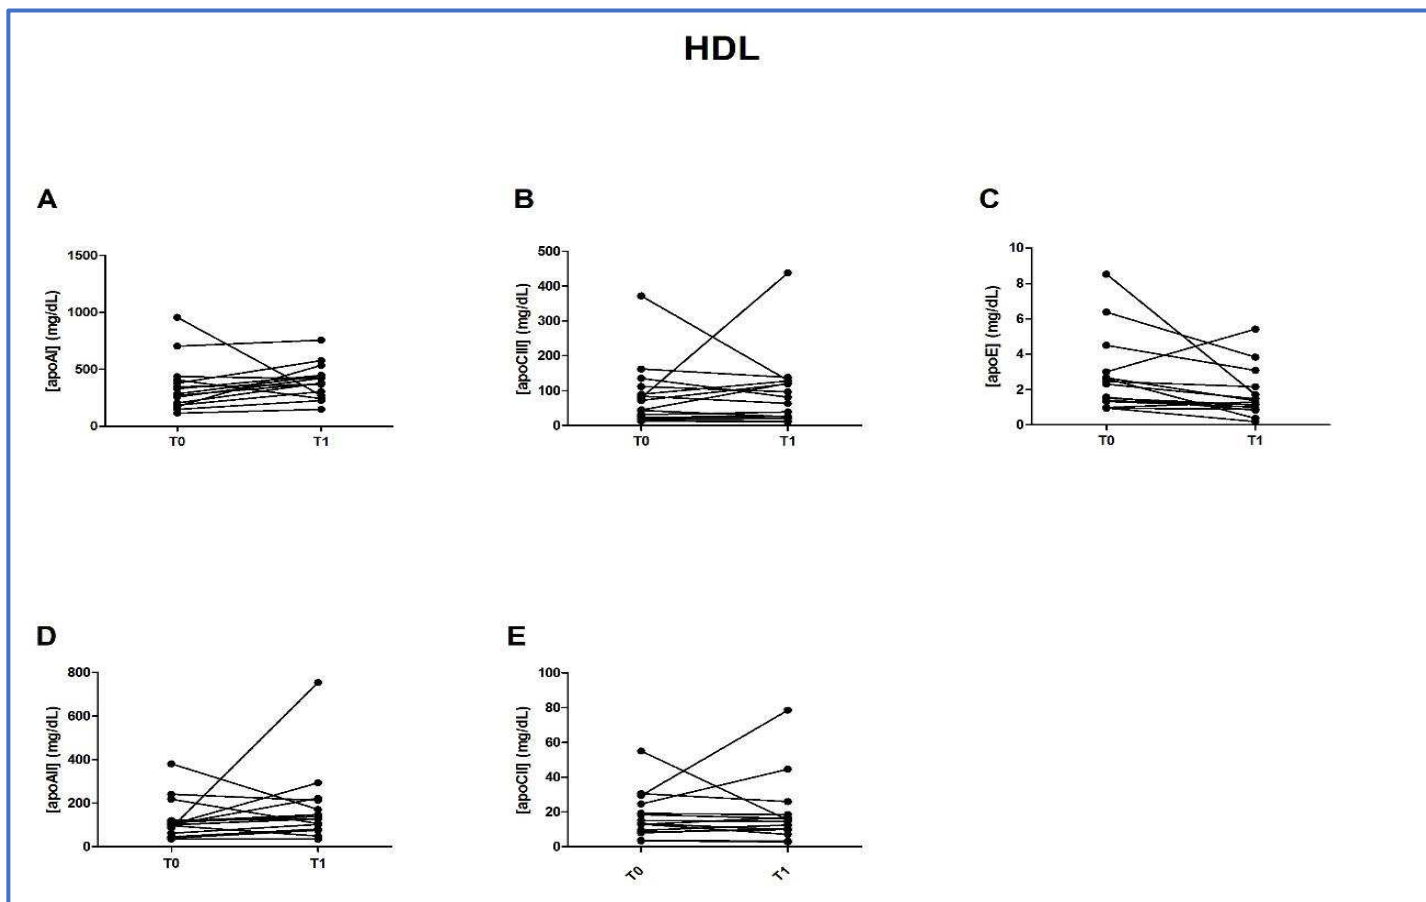 HDL
A
B
C
[apoAI] (mg/dL)
1500
1000
500
0
T0
T1
[apoCIII] (mg/dL)
500
400
300
200
100
0
T0
T1
[apoE] (mg/dL)
10
8
6
4
2
0
T0
T1
D
E
[apoAII] (mg/dL)
800
600
400
200
0
T0
T1
[apoCII] (mg/dL)
100
80
60
40
20
0
T0
T1